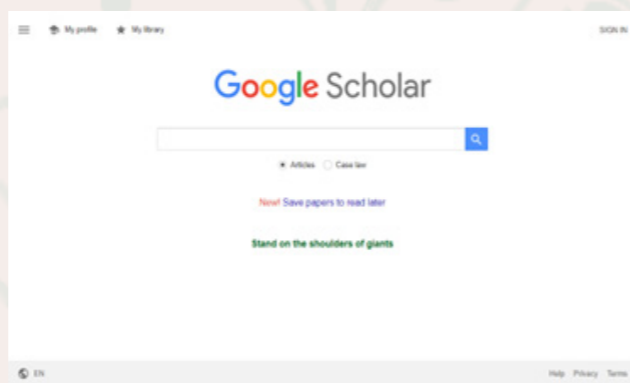 My profile My library SIGN IN
Google Scholar
Articles Case law
New! Save papers to read later
Stand on the shoulders of giants
EN Help Privacy Terms